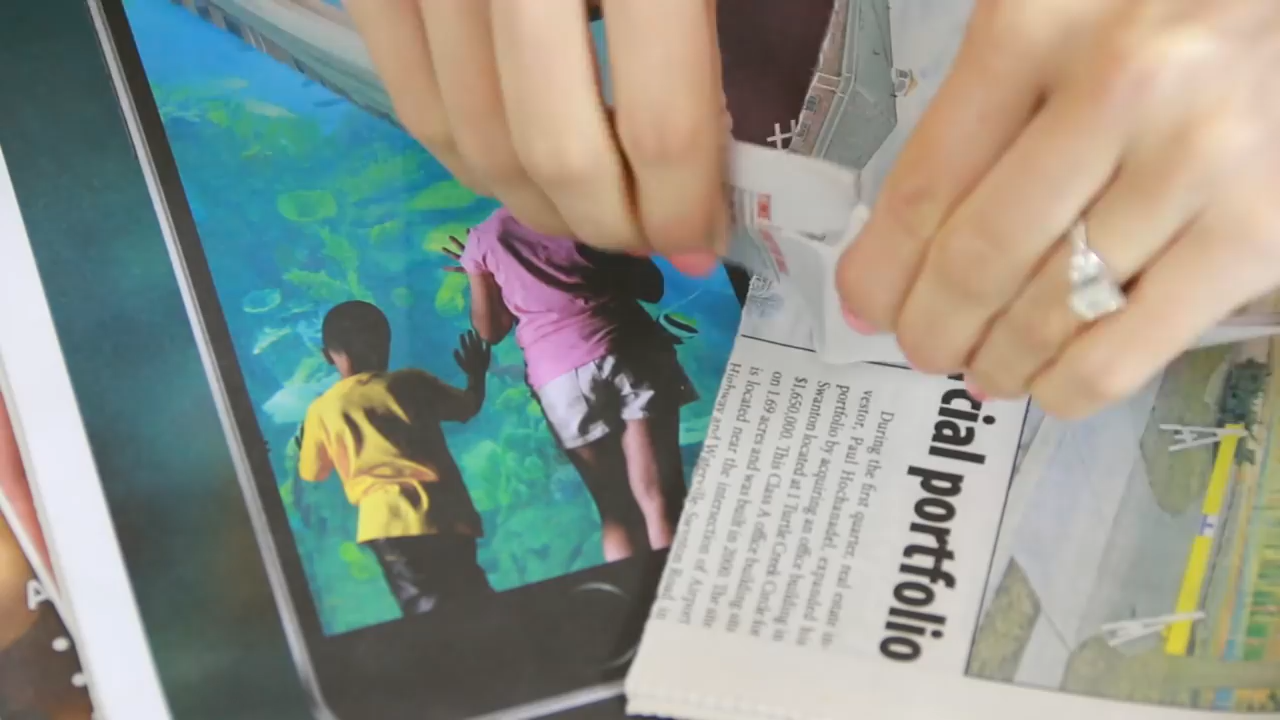 cial portfolio
During the first quarter, real estate in-
vestor, Paul Hochanadel, expanded his
portfolio by acquiring an office building in
Swanton located at 1 Turtle Creek Circle for
$1,650,000. This Class A office building sits
on 1.69 acres and was built in 2000. The site
is located near the intersection of Airport
Highway and Waterville Swanton Road in
A